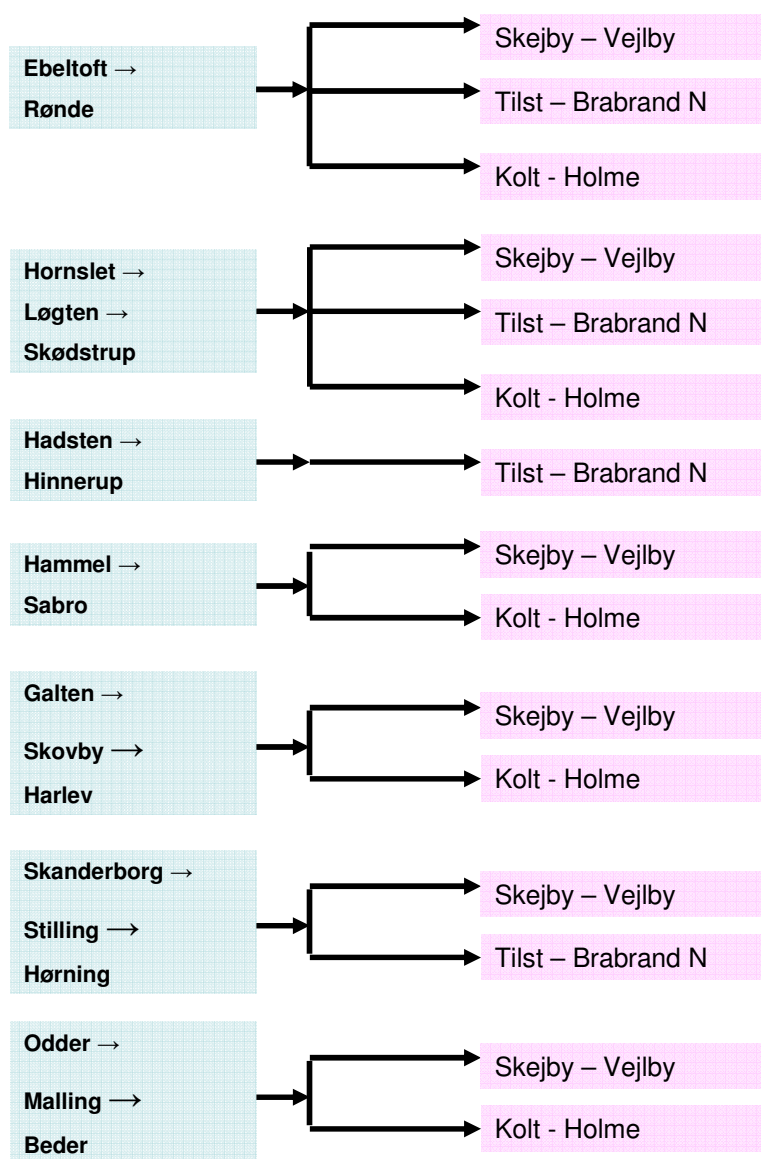 Ebeltoft →
Rønde
Skejby – Vejlby
Tilst – Brabrand N
Kolt - Holme
Hornslet →
Løgten →
Skødstrup
Skejby – Vejlby
Tilst – Brabrand N
Kolt - Holme
Hadsten →
Hinnerup
Tilst – Brabrand N
Hammel →
Sabro
Skejby – Vejlby
Kolt - Holme
Galten →
Skovby →
Harlev
Skejby – Vejlby
Kolt - Holme
Skanderborg →
Stilling →
Hørning
Skejby – Vejlby
Tilst – Brabrand N
Odder →
Malling →
Beder
Skejby – Vejlby
Kolt - Holme